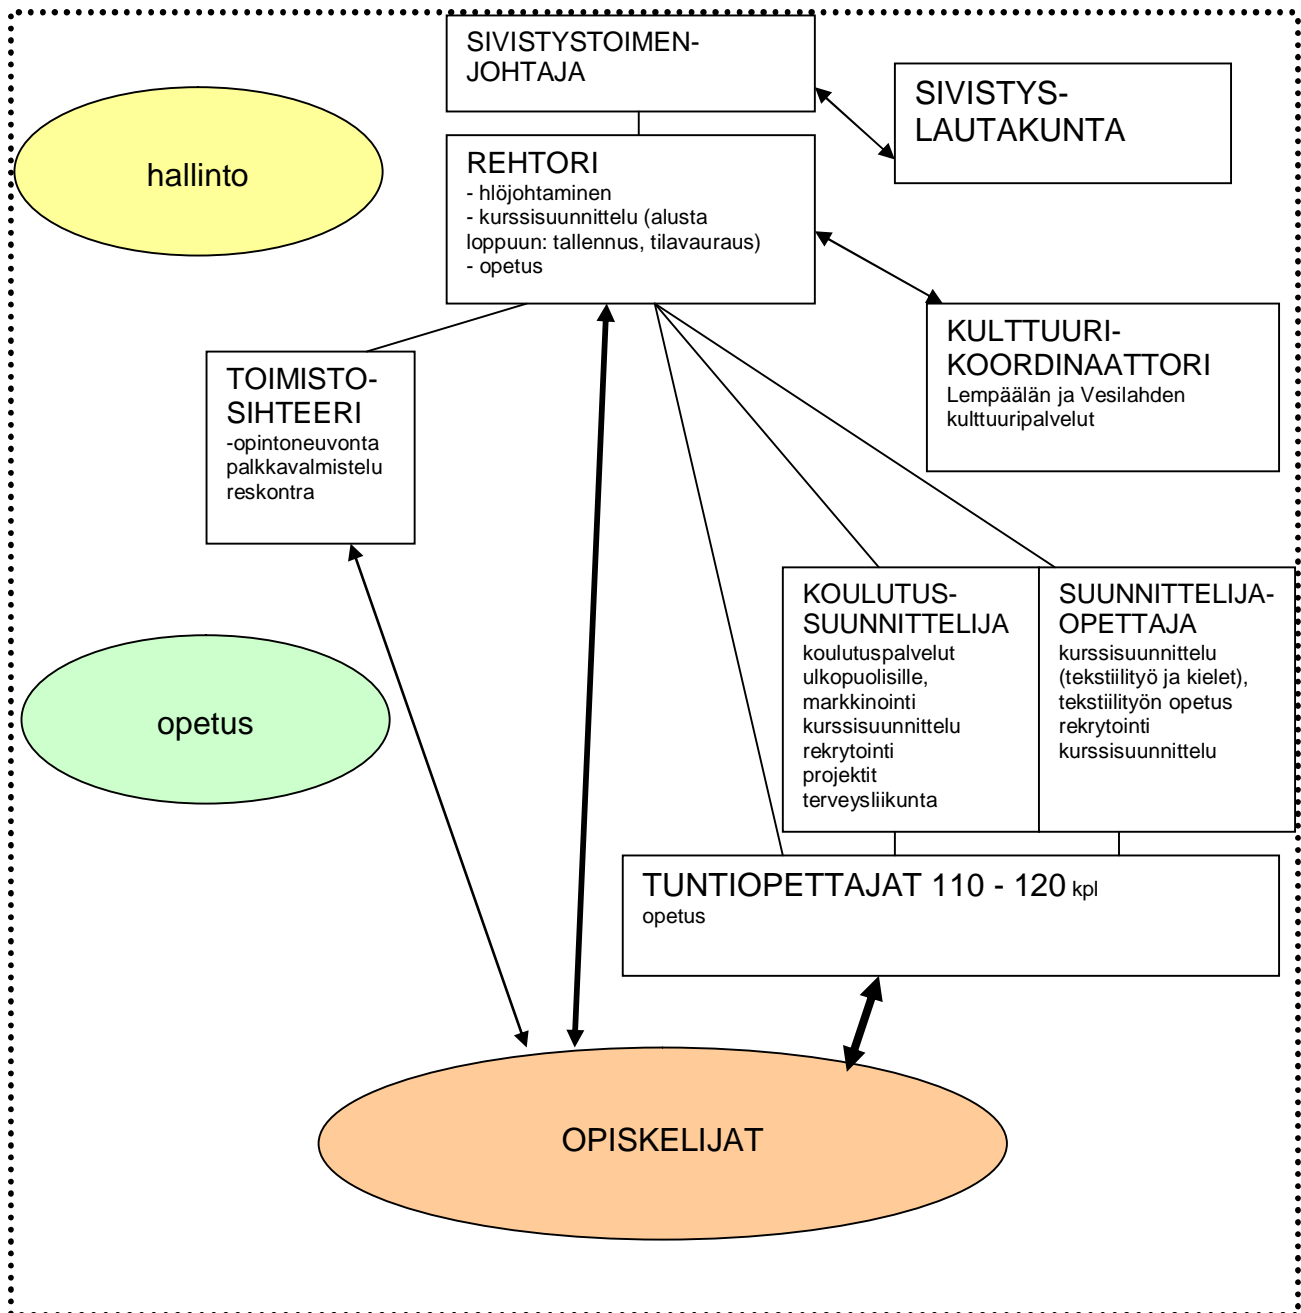 SIVISTYSTOIMEN-
JOHTAJA
SIVISTYS-
LAUTAKUNTA
hallinto
REHTORI
- hlöjohtaminen
- kurssisuunnittelu (alusta
loppuun: tallennus, tilavauraus)
- opetus
KULTTUURI-
KOORDINAATTORI
Lempäälän ja Vesilahden
kulttuuripalvelut
TOIMISTO-
SIHTEERI
-opintoneuvonta
palkkavalmistelu
reskontra
KOULUTUS-
SUUNNITTELIJA
koulutuspalvelut
ulkopuolisille,
markkinointi
kurssisuunnittelu
rekrytointi
projektit
terveysliikunta
SUUNNITTELIJA-
OPETTAJA
kurssisuunnittelu
(tekstiilityö ja kielet),
tekstiilityön opetus
rekrytointi
kurssisuunnittelu
opetus
TUNTIOPETTAJAT 110 - 120 kpl
opetus
OPISKELIJAT